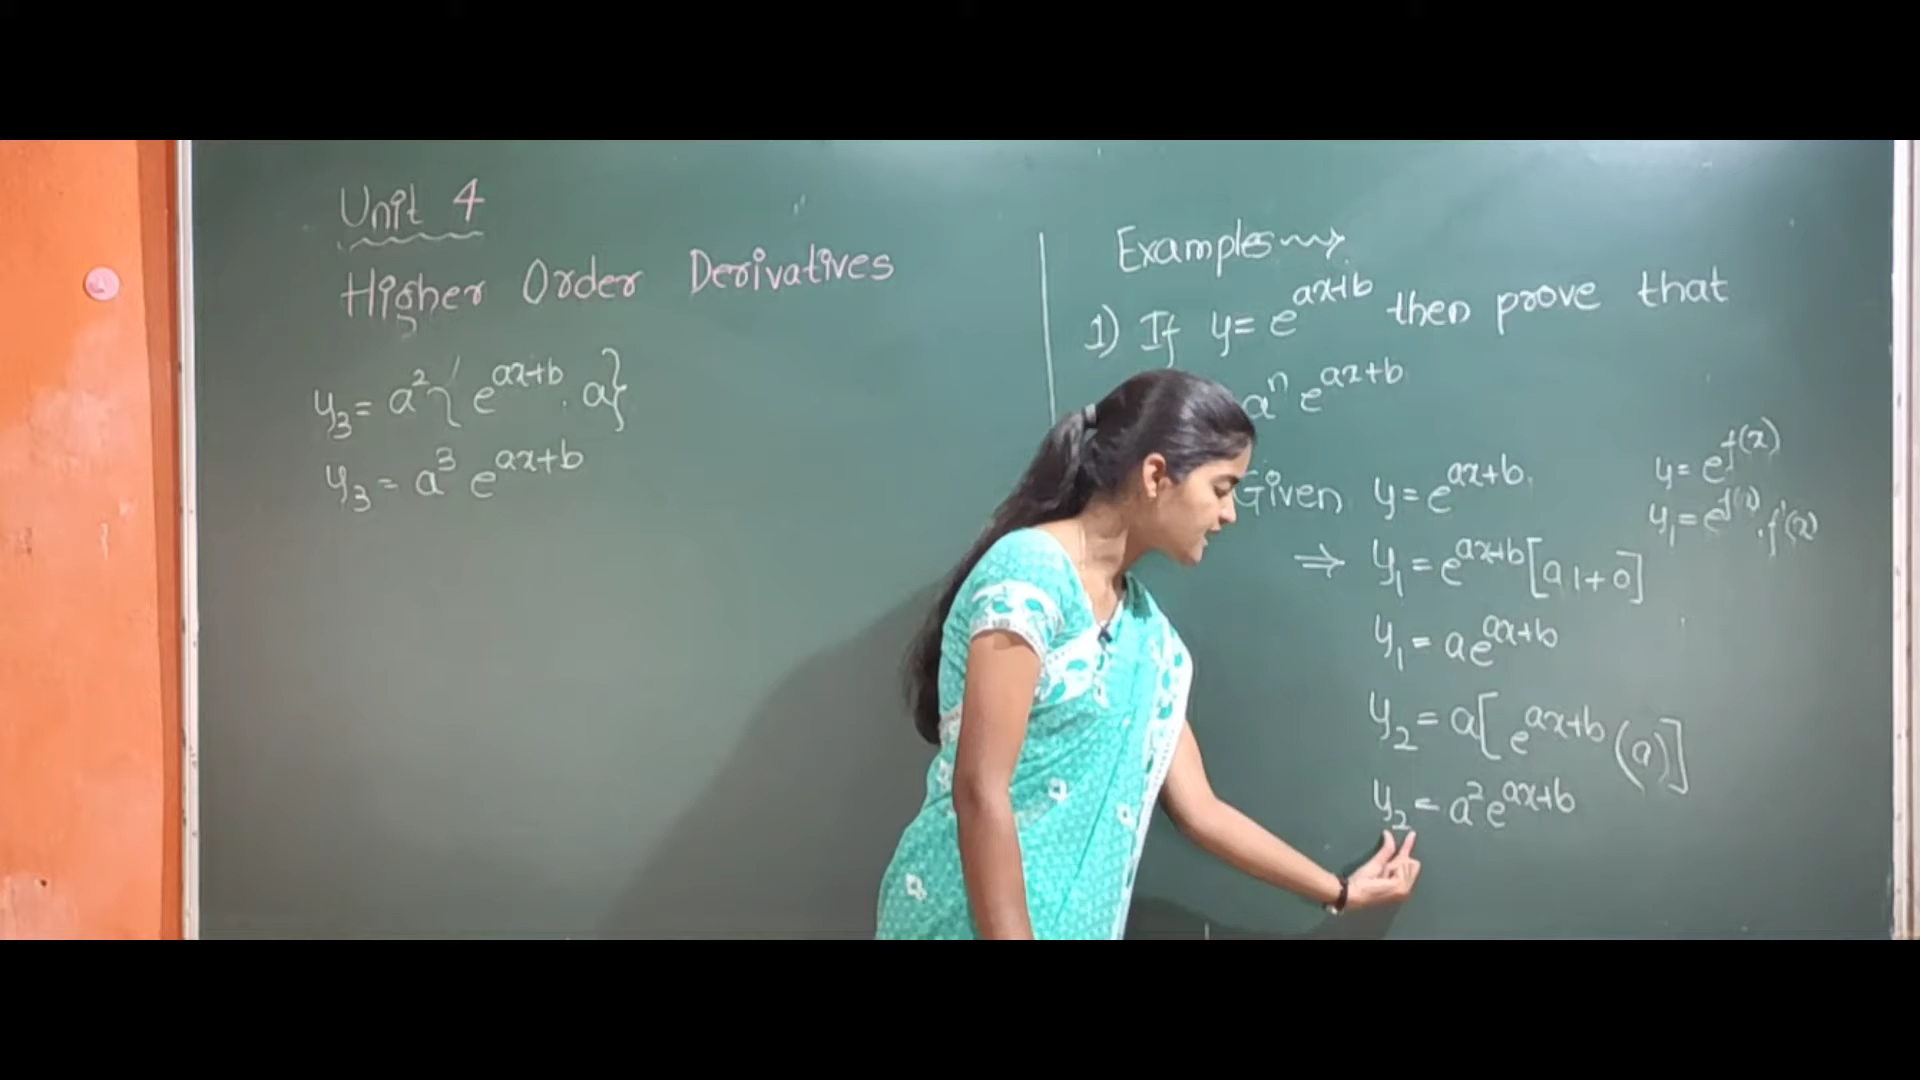 Unit 4
Higher Order Derivatives
y₃ = a² { e^(ax+b) . a}
y₃ = a³ e^(ax+b)
Examples ⇝
1) If y = e^(ax+b) then prove that
aⁿ e^(ax+b)
Given y = e^(ax+b).
⇒ y₁ = e^(ax+b) [a 1 + 0]
y₁ = a e^(ax+b)
y₂ = a[ e^(ax+b) (a)]
y₂ = a² e^(ax+b)
y = e^f(x)
y₁ = e^f(x) . f'(x)